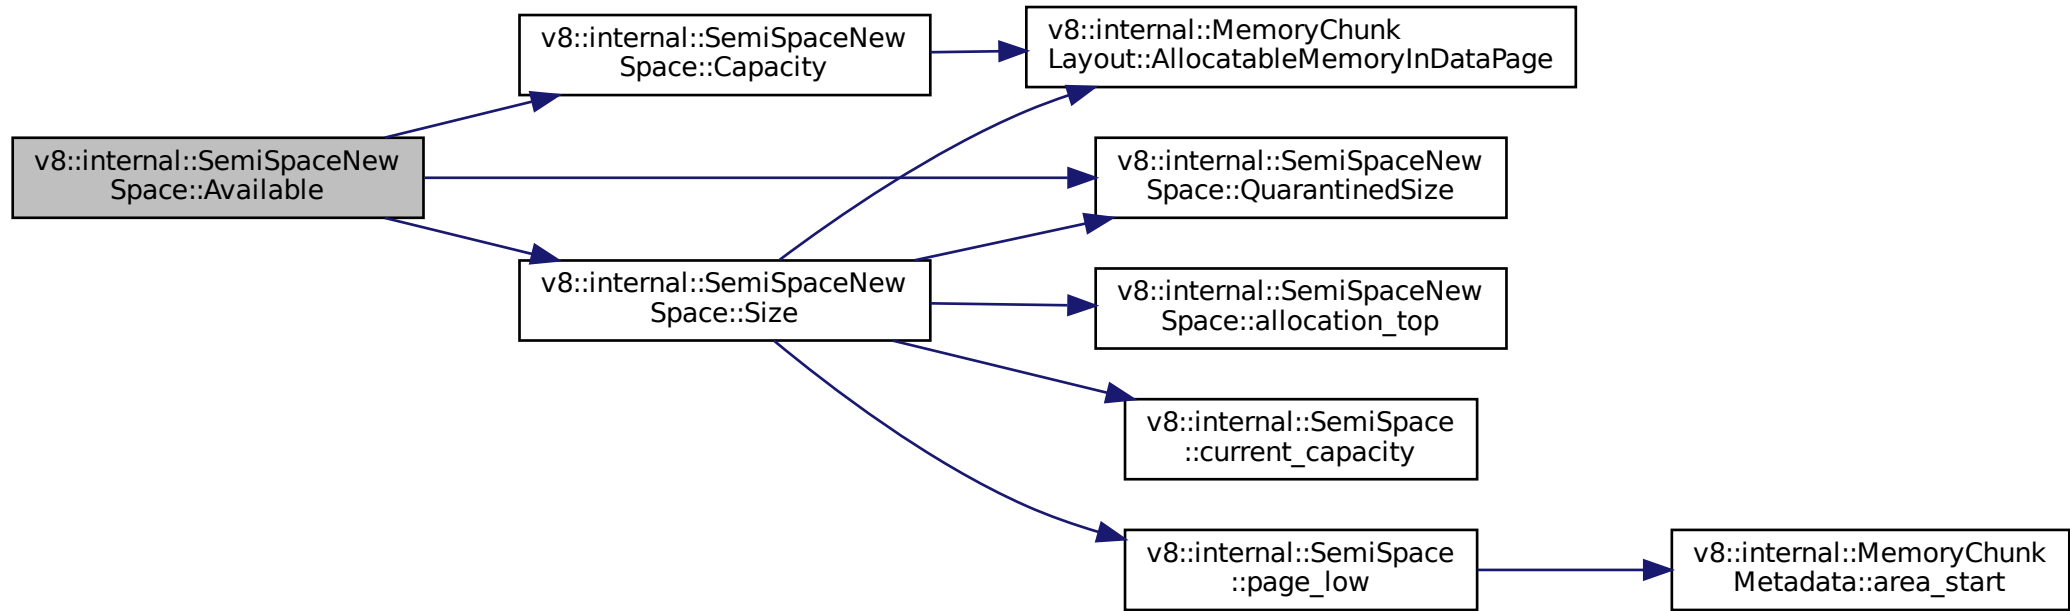 v8::internal::SemiSpaceNew
Space::Available
v8::internal::SemiSpaceNew
Space::Capacity
v8::internal::MemoryChunk
Layout::AllocatableMemoryInDataPage
v8::internal::SemiSpaceNew
Space::QuarantinedSize
v8::internal::SemiSpaceNew
Space::Size
v8::internal::SemiSpaceNew
Space::allocation_top
v8::internal::SemiSpace
::current_capacity
v8::internal::SemiSpace
::page_low
v8::internal::MemoryChunk
Metadata::area_start